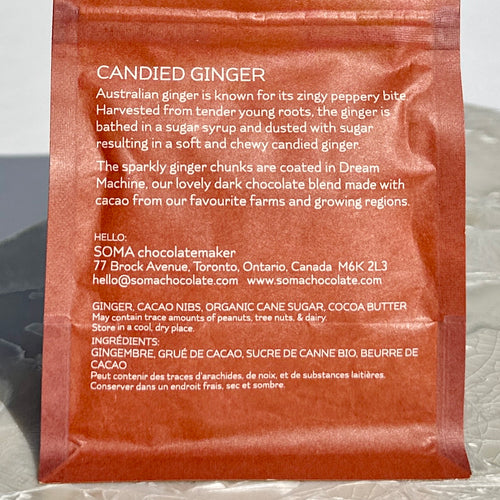 CANDIED GINGER
Australian ginger is known for its zingy peppery bite.
Harvested from tender young roots, the ginger is
bathed in a sugar syrup and dusted with sugar
resulting in a soft and chewy candied ginger.
The sparkly ginger chunks are coated in Dream
Machine, our lovely dark chocolate blend made with
cacao from our favourite farms and growing regions.
HELLO:
SOMA chocolatemaker
77 Brock Avenue, Toronto, Ontario, Canada M6K 2L3
hello@somachocolate.com www.somachocolate.com
GINGER, CACAO NIBS, ORGANIC CANE SUGAR, COCOA BUTTER
May contain trace amounts of peanuts, tree nuts, & dairy.
Store in a cool, dry place.
INGRÉDIENTS:
GINGEMBRE, GRUÉ DE CACAO, SUCRE DE CANNE BIO, BEURRE DE
CACAO
Peut contenir des traces d'arachides, de noix, et de substances laitières.
Conserver dans un endroit frais, sec et sombre.